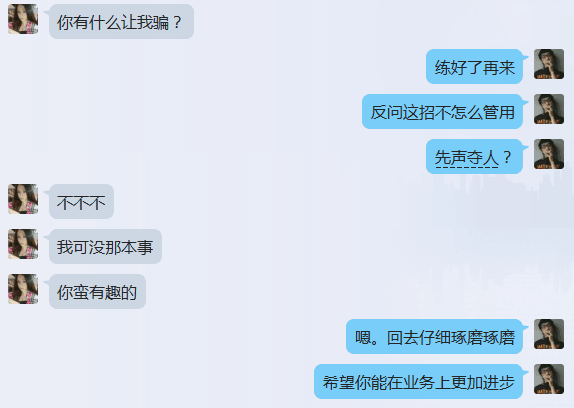 你有什么让我骗？
练好了再来
反问这招不怎么管用
先声夺人？
不不不
我可没那本事
你蛮有趣的
嗯。回去仔细琢磨琢磨
希望你能在业务上更加进步